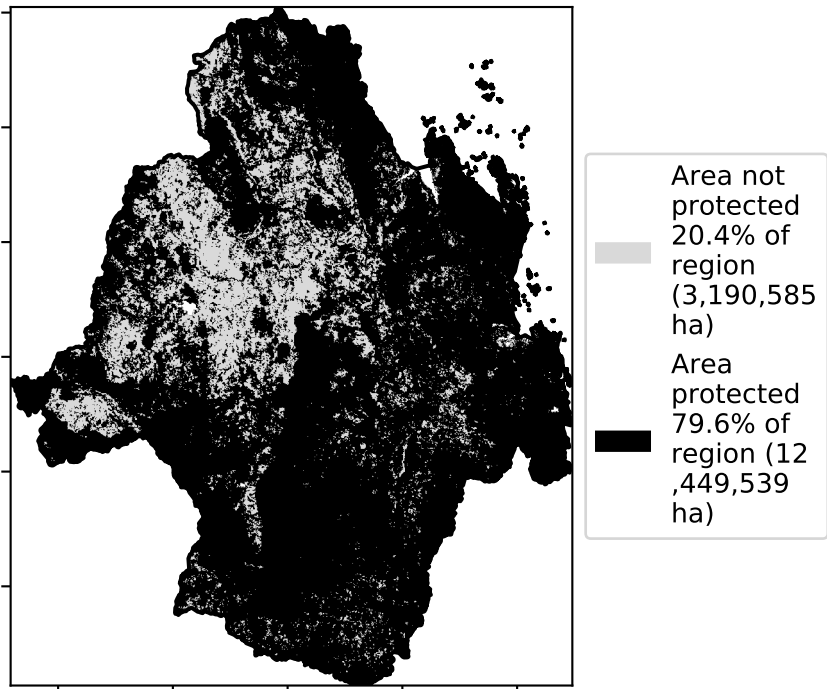 Area not
protected
20.4% of
region
(3,190,585
ha)
Area
protected
79.6% of
region (12
,449,539
ha)